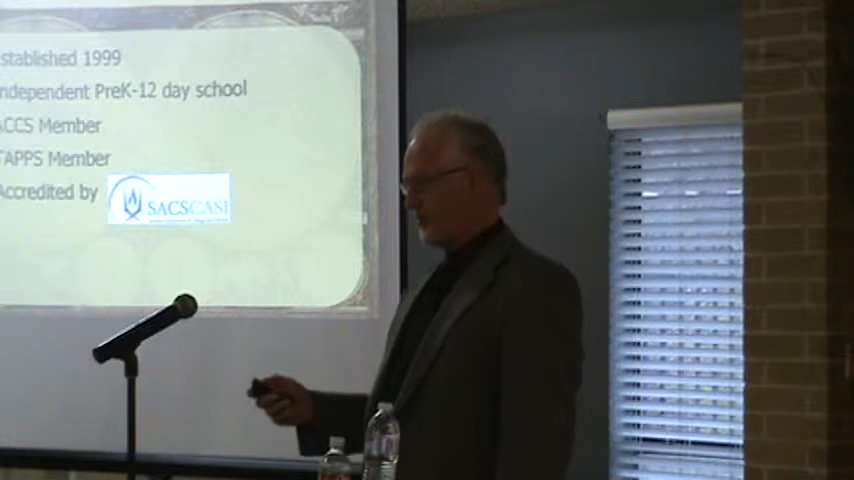 stablished 1999
ndependent PreK-12 day school
ACCS Member
TAPPS Member
Accredited by
SACSCASI